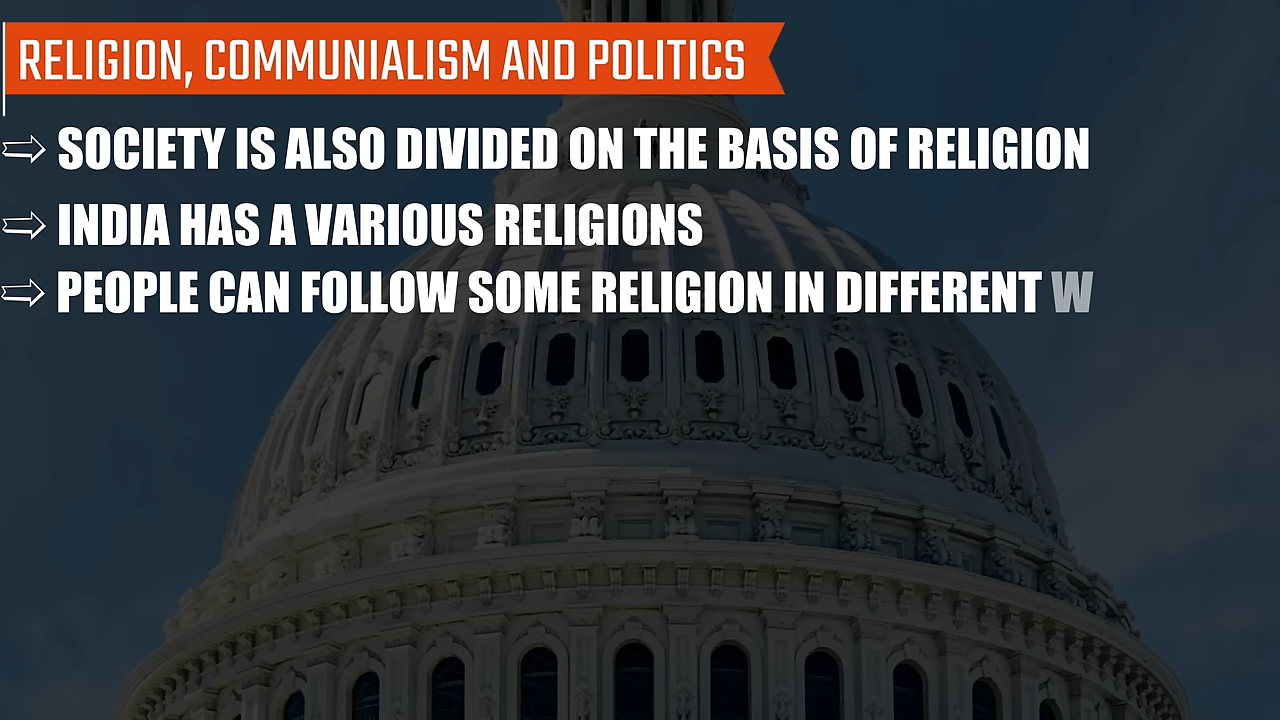 RELIGION, COMMUNIALISM AND POLITICS
⇨ SOCIETY IS ALSO DIVIDED ON THE BASIS OF RELIGION
⇨ INDIA HAS A VARIOUS RELIGIONS
⇨ PEOPLE CAN FOLLOW SOME RELIGION IN DIFFERENT W